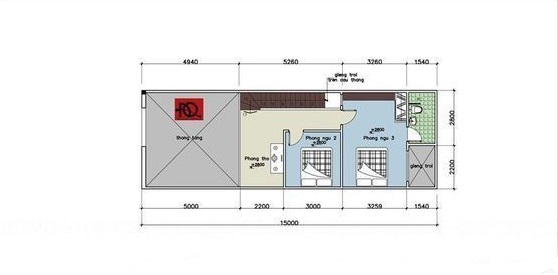 4940 5260 3260 1540
gieng troi
tren cau thang
thong tang
Phong tho
+2800
Phong ngu 2
+2800
Phong ngu 3
+2800
gieng troi
2800
2200
5000 2200 3000 3259 1540
15000